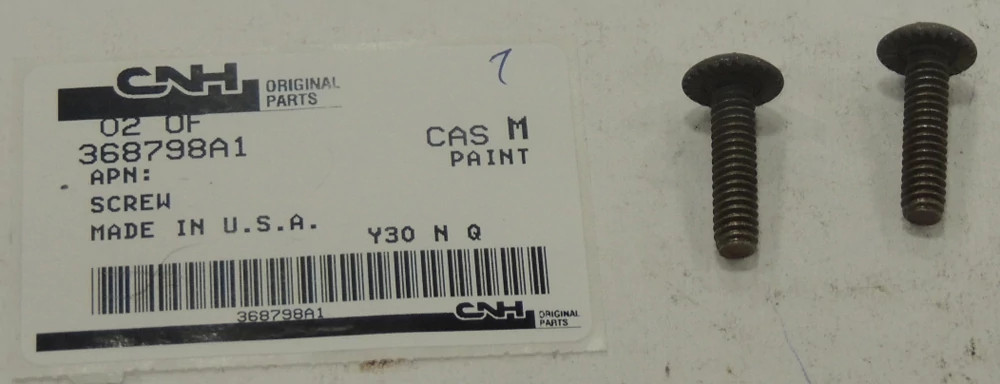 CNH ORIGINAL
PARTS
7
02 OF
368798A1
CAS M
PAINT
APN:
SCREW
MADE IN U.S.A.
Y30 N Q
368798A1
CNH ORIGINAL
PARTS